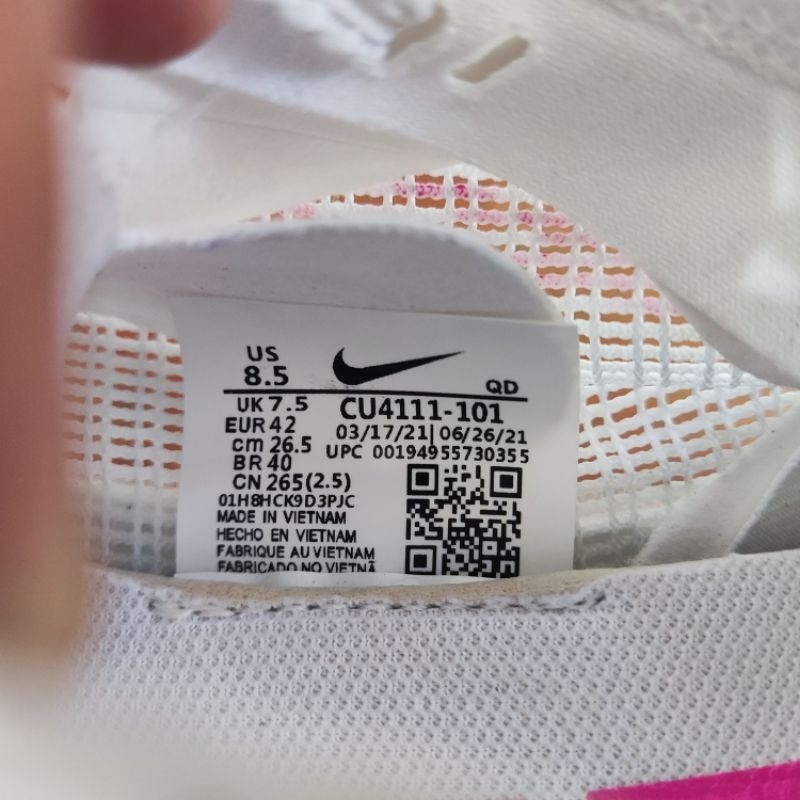 US
8.5
QD
UK 7.5
CU4111-101
EUR 42
03/17/21| 06/26/21
cm 26.5
UPC 00194955730355
BR 40
CN 265(2.5)
01H8HCK9D3PJC
MADE IN VIETNAM
HECHO EN VIETNAM
FABRIQUE AU VIETNAM
FABRICADO NO VIETNÃ